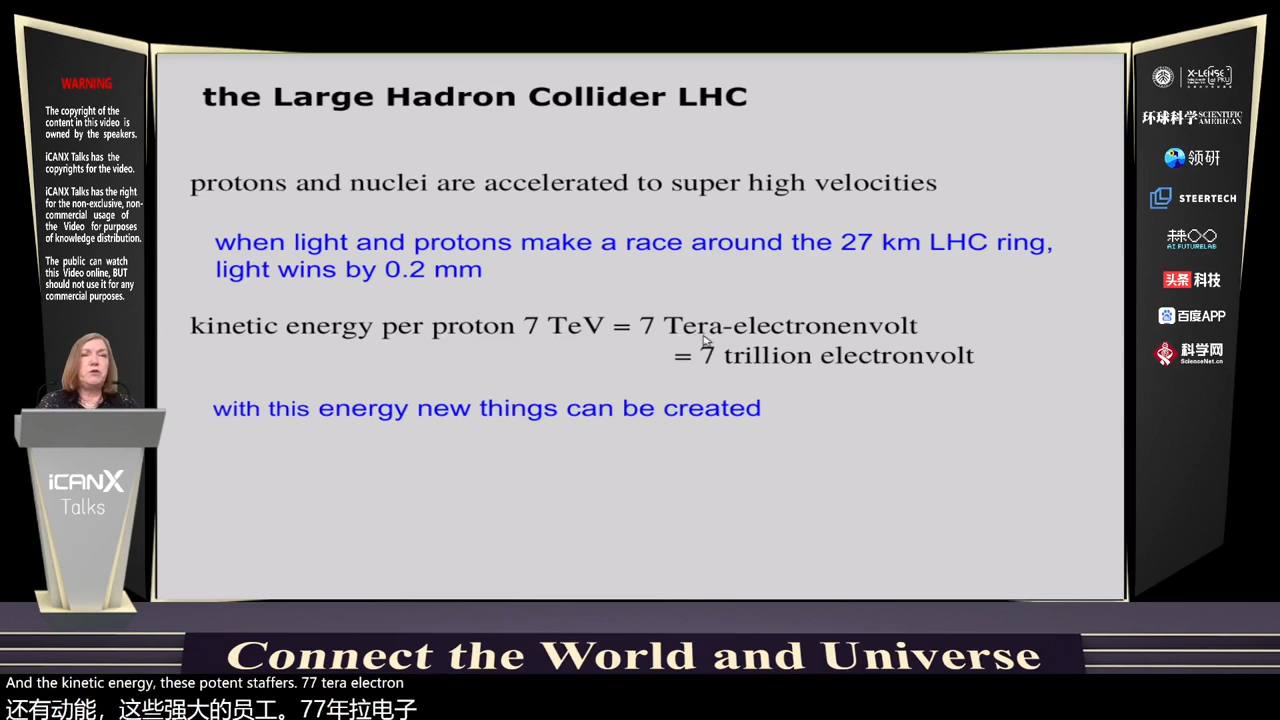 WARNING
The copyright of the
content in this video is
owned by the speakers.
iCANX Talks has the
copyrights for the video.
iCANX Talks has the right
for the non-exclusive, non-
commercial usage of
the Video for purposes
of knowledge distribution.
The public can watch
this Video online, BUT
should not use it for any
commercial purposes.
the Large Hadron Collider LHC
protons and nuclei are accelerated to super high velocities
when light and protons make a race around the 27 km LHC ring,
light wins by 0.2 mm
kinetic energy per proton 7 TeV = 7 Tera-electronenvolt
= 7 trillion electronvolt
with this energy new things can be created
X-LENSE
环球科学 SCIENTIFIC AMERICAN
领研
STEERTECH
AI FUTURELAB
头条 科技
百度APP
科学网
ScienceNet.cn
iCANX
Talks
Connect the World and Universe
And the kinetic energy, these potent staffers. 77 tera electron
还有动能，这些强大的员工。77年拉电子